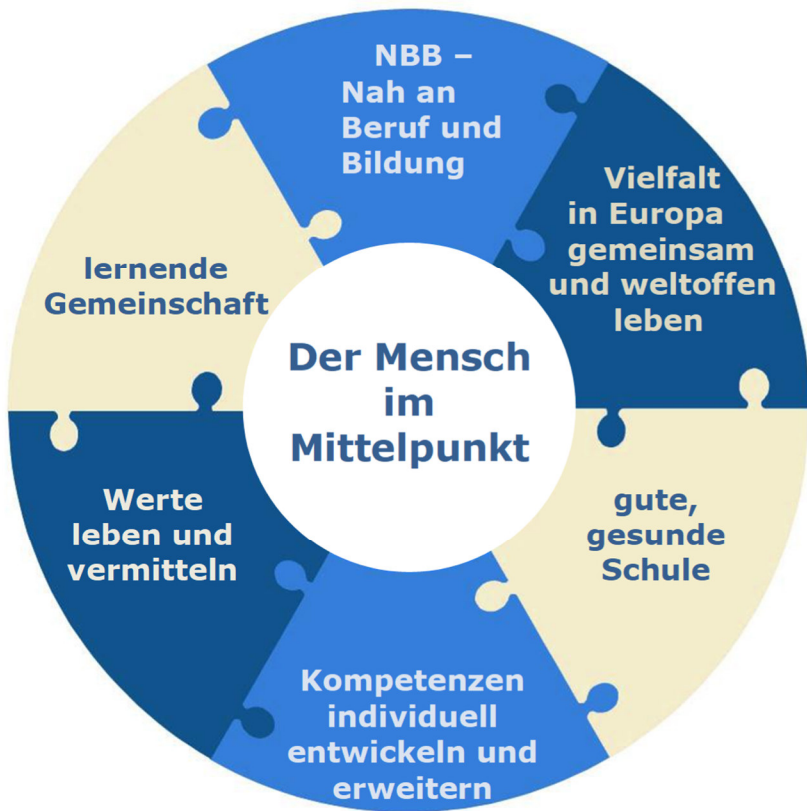 NBB –
Nah an
Beruf und
Bildung
Vielfalt
in Europa
gemeinsam
und weltoffen
leben
gute,
gesunde
Schule
Kompetenzen
individuell
entwickeln und
erweitern
Werte
leben und
vermitteln
lernende
Gemeinschaft
Der Mensch
im
Mittelpunkt